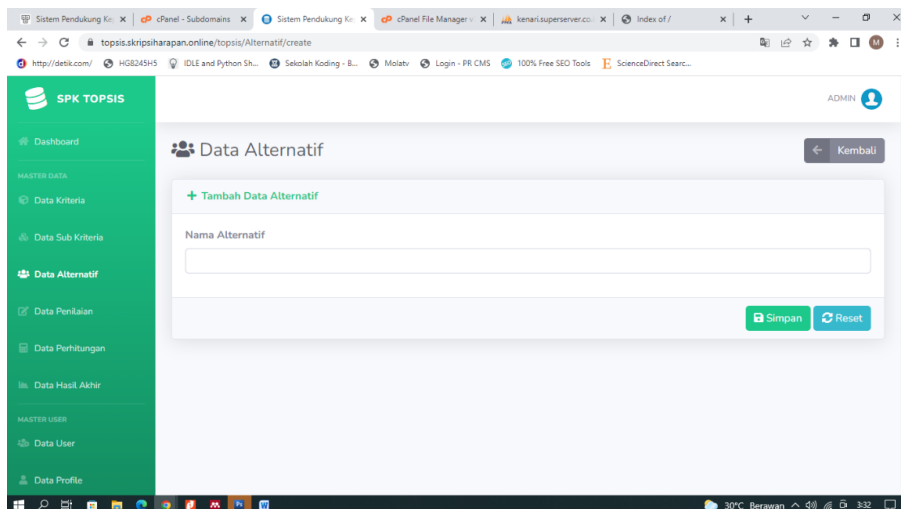 Sistem Pendukung Ke
cPanel - Subdomains
Sistem Pendukung Ke
cPanel File Manager v
kenari.superserver.co.
Index of /
topsis.skripsiharapan.online/topsis/Alternatif/create
http://detik.com/
HG8245H5
IDLE and Python Sh...
Sekolah Koding - B...
Molatv
Login - PR CMS
100% Free SEO Tools
ScienceDirect Searc...
SPK TOPSIS
ADMIN
Dashboard
Data Alternatif
Kembali
MASTER DATA
Data Kriteria
Tambah Data Alternatif
Data Sub Kriteria
Nama Alternatif
Data Alternatif
Data Penilaian
Simpan
Reset
Data Perhitungan
Data Hasil Akhir
MASTER USER
Data User
Data Profile
30°C Berawan
3:32